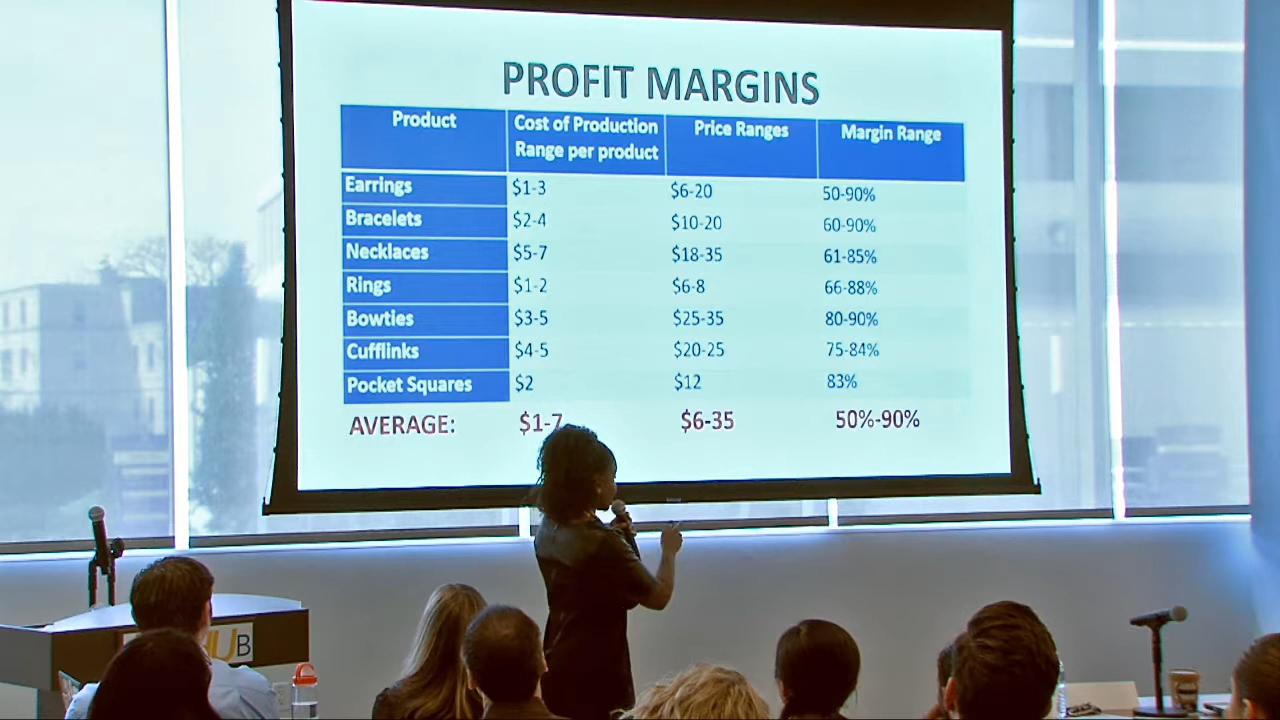 PROFIT MARGINS
Product Cost of Production Range per product Price Ranges Margin Range
Earrings $1-3 $6-20 50-90%
Bracelets $2-4 $10-20 60-90%
Necklaces $5-7 $18-35 61-85%
Rings $1-2 $6-8 66-88%
Bowties $3-5 $25-35 80-90%
Cufflinks $4-5 $20-25 75-84%
Pocket Squares $2 $12 83%
AVERAGE: $1-7 $6-35 50%-90%
UB